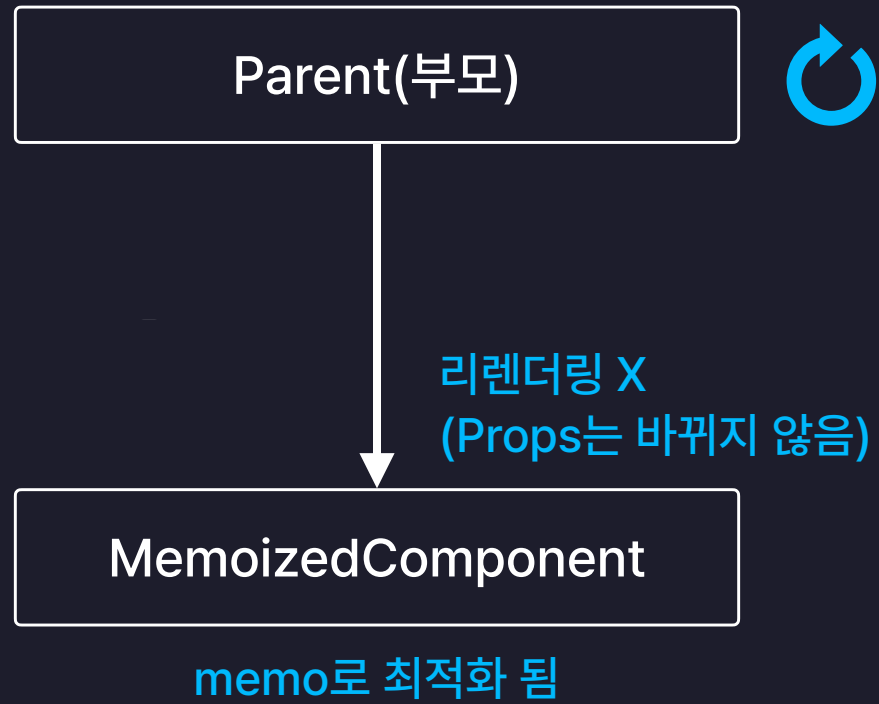 Parent(부모)
리렌더링 X
(Props는 바뀌지 않음)
MemoizedComponent
memo로 최적화 됨